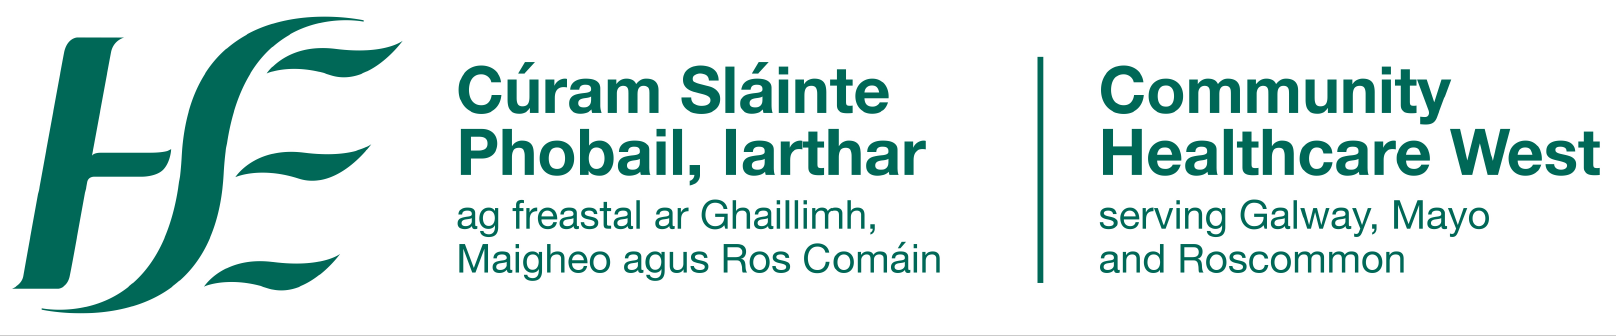 HSE
Cúram Sláinte
Phobail, Iarthar
ag freastal ar Ghaillimh,
Maigheo agus Ros Comáin
Community
Healthcare West
serving Galway, Mayo
and Roscommon